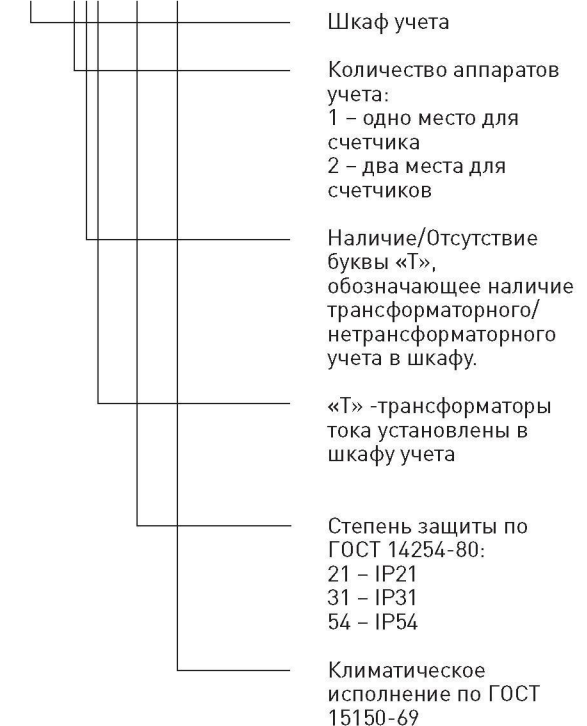 Шкаф учета
Количество аппаратов
учета:
1 – одно место для
счетчика
2 – два места для
счетчиков
Наличие/Отсутствие
буквы «Т»,
обозначающее наличие
трансформаторного/
нетрансформаторного
учета в шкафу.
«Т» -трансформаторы
тока установлены в
шкафу учета
Степень защиты по
ГОСТ 14254-80:
21 – IP21
31 – IP31
54 – IP54
Климатическое
исполнение по ГОСТ
15150-69